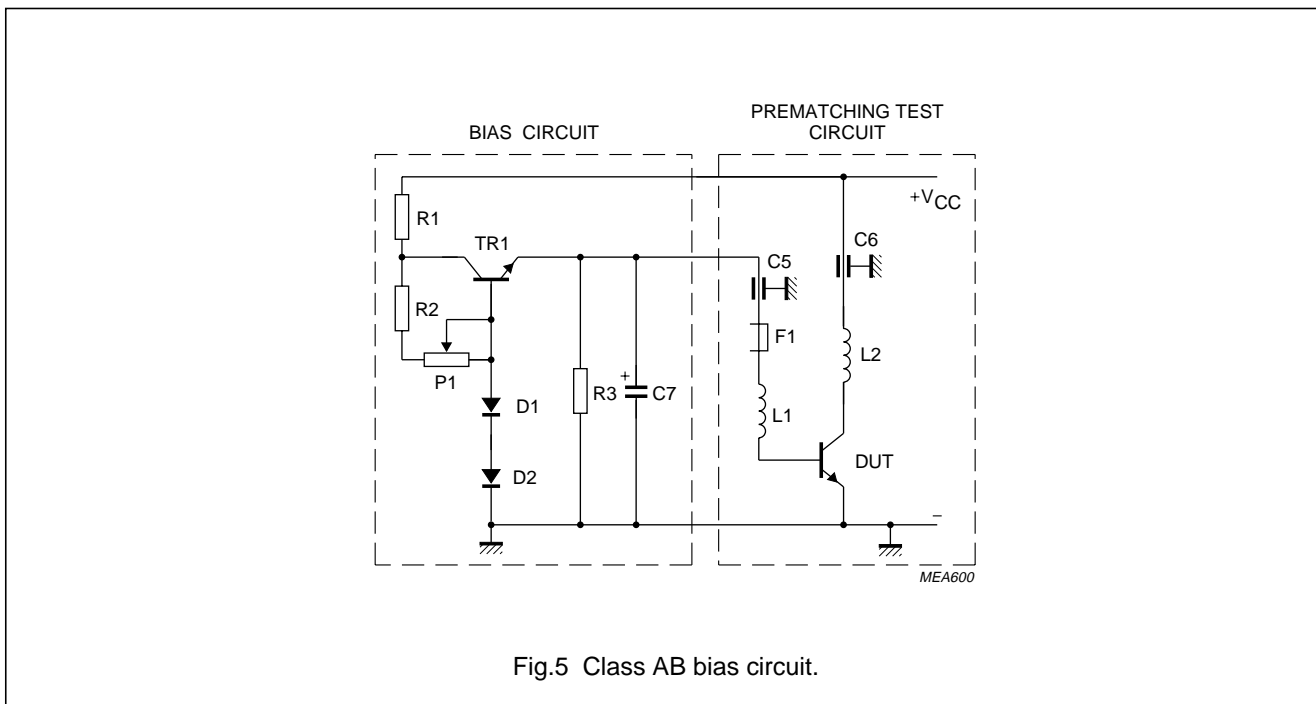 PREMATCHING TEST
CIRCUIT
BIAS CIRCUIT
+VCC
R1
TR1
C6
C5
R2
F1
L2
P1
+
D1
R3
C7
L1
DUT
D2
−
MEA600
Fig.5 Class AB bias circuit.